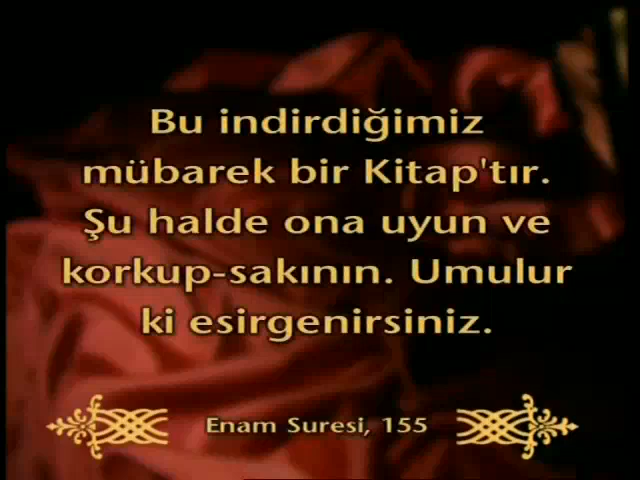 Bu indirdiğimiz
mübarek bir Kitap'tır.
Şu halde ona uyun ve
korkup-sakının. Umulur
ki esirgenirsiniz.
Enam Suresi, 155